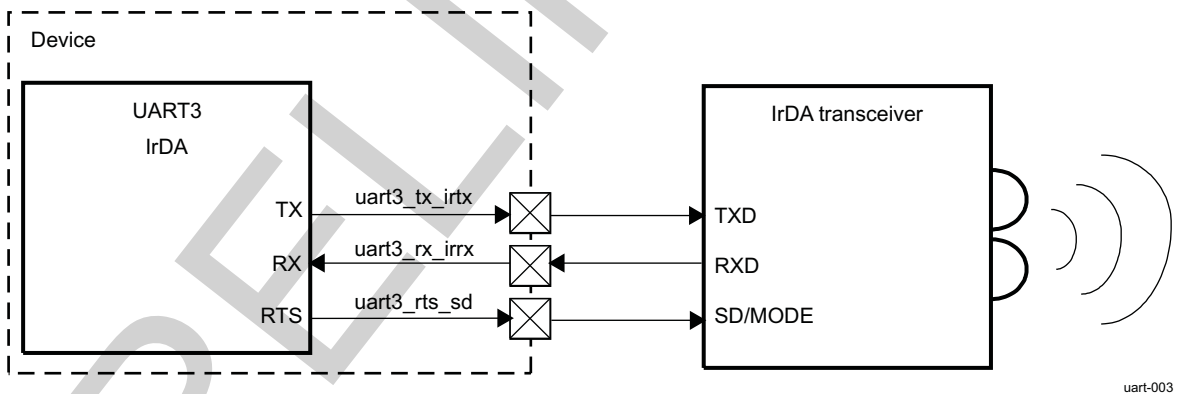 Device
UART3
IrDA
IrDA transceiver
TX
uart3_tx_irtx
TXD
RX
uart3_rx_irrx
RXD
RTS
uart3_rts_sd
SD/MODE
uart-003